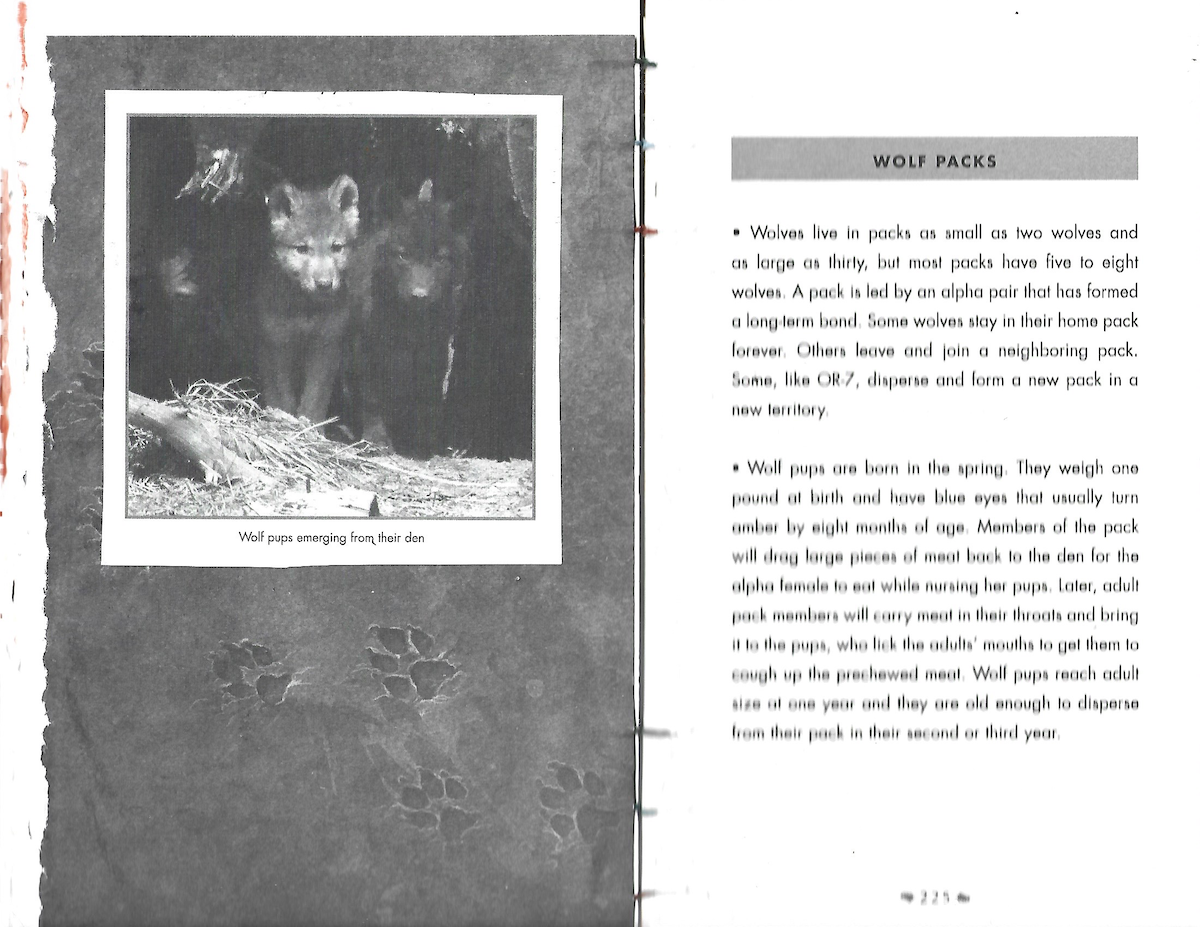 Wolf pups emerging from their den
WOLF PACKS
• Wolves live in packs as small as two wolves and
as large as thirty, but most packs have five to eight
wolves. A pack is led by an alpha pair that has formed
a long-term bond. Some wolves stay in their home pack
forever. Others leave and join a neighboring pack.
Some, like OR-7, disperse and form a new pack in a
new territory.
• Wolf pups are born in the spring. They weigh one
pound at birth and have blue eyes that usually turn
amber by eight months of age. Members of the pack
will drag large pieces of meat back to the den for the
alpha female to eat while nursing her pups. Later, adult
pack members will carry meat in their throats and bring
it to the pups, who lick the adults' mouths to get them to
cough up the prechewed meat. Wolf pups reach adult
size at one year and they are old enough to disperse
from their pack in their second or third year.
225